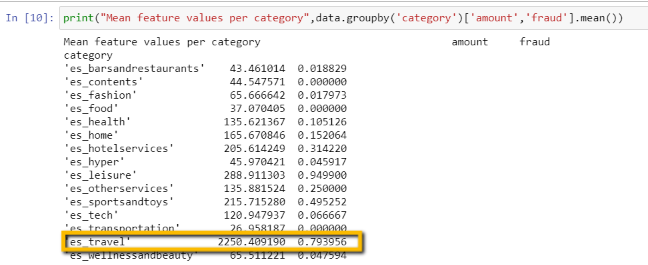 In [10]: print("Mean feature values per category",data.groupby('category')['amount','fraud'].mean())
Mean feature values per category amount fraud
category
'es_barsandrestaurants' 43.461014 0.018829
'es_contents' 44.547571 0.000000
'es_fashion' 65.666642 0.017973
'es_food' 37.070405 0.000000
'es_health' 135.621367 0.105126
'es_home' 165.670846 0.152064
'es_hotelservices' 205.614249 0.314220
'es_hyper' 45.970421 0.045917
'es_leisure' 288.911303 0.949900
'es_otherservices' 135.881524 0.250000
'es_sportsandtoys' 215.715280 0.495252
'es_tech' 120.947937 0.066667
'es_transportation' 26.958187 0.000000
'es_travel' 2250.409190 0.793956
'es_wellnessandbeauty' 65.511221 0.047594